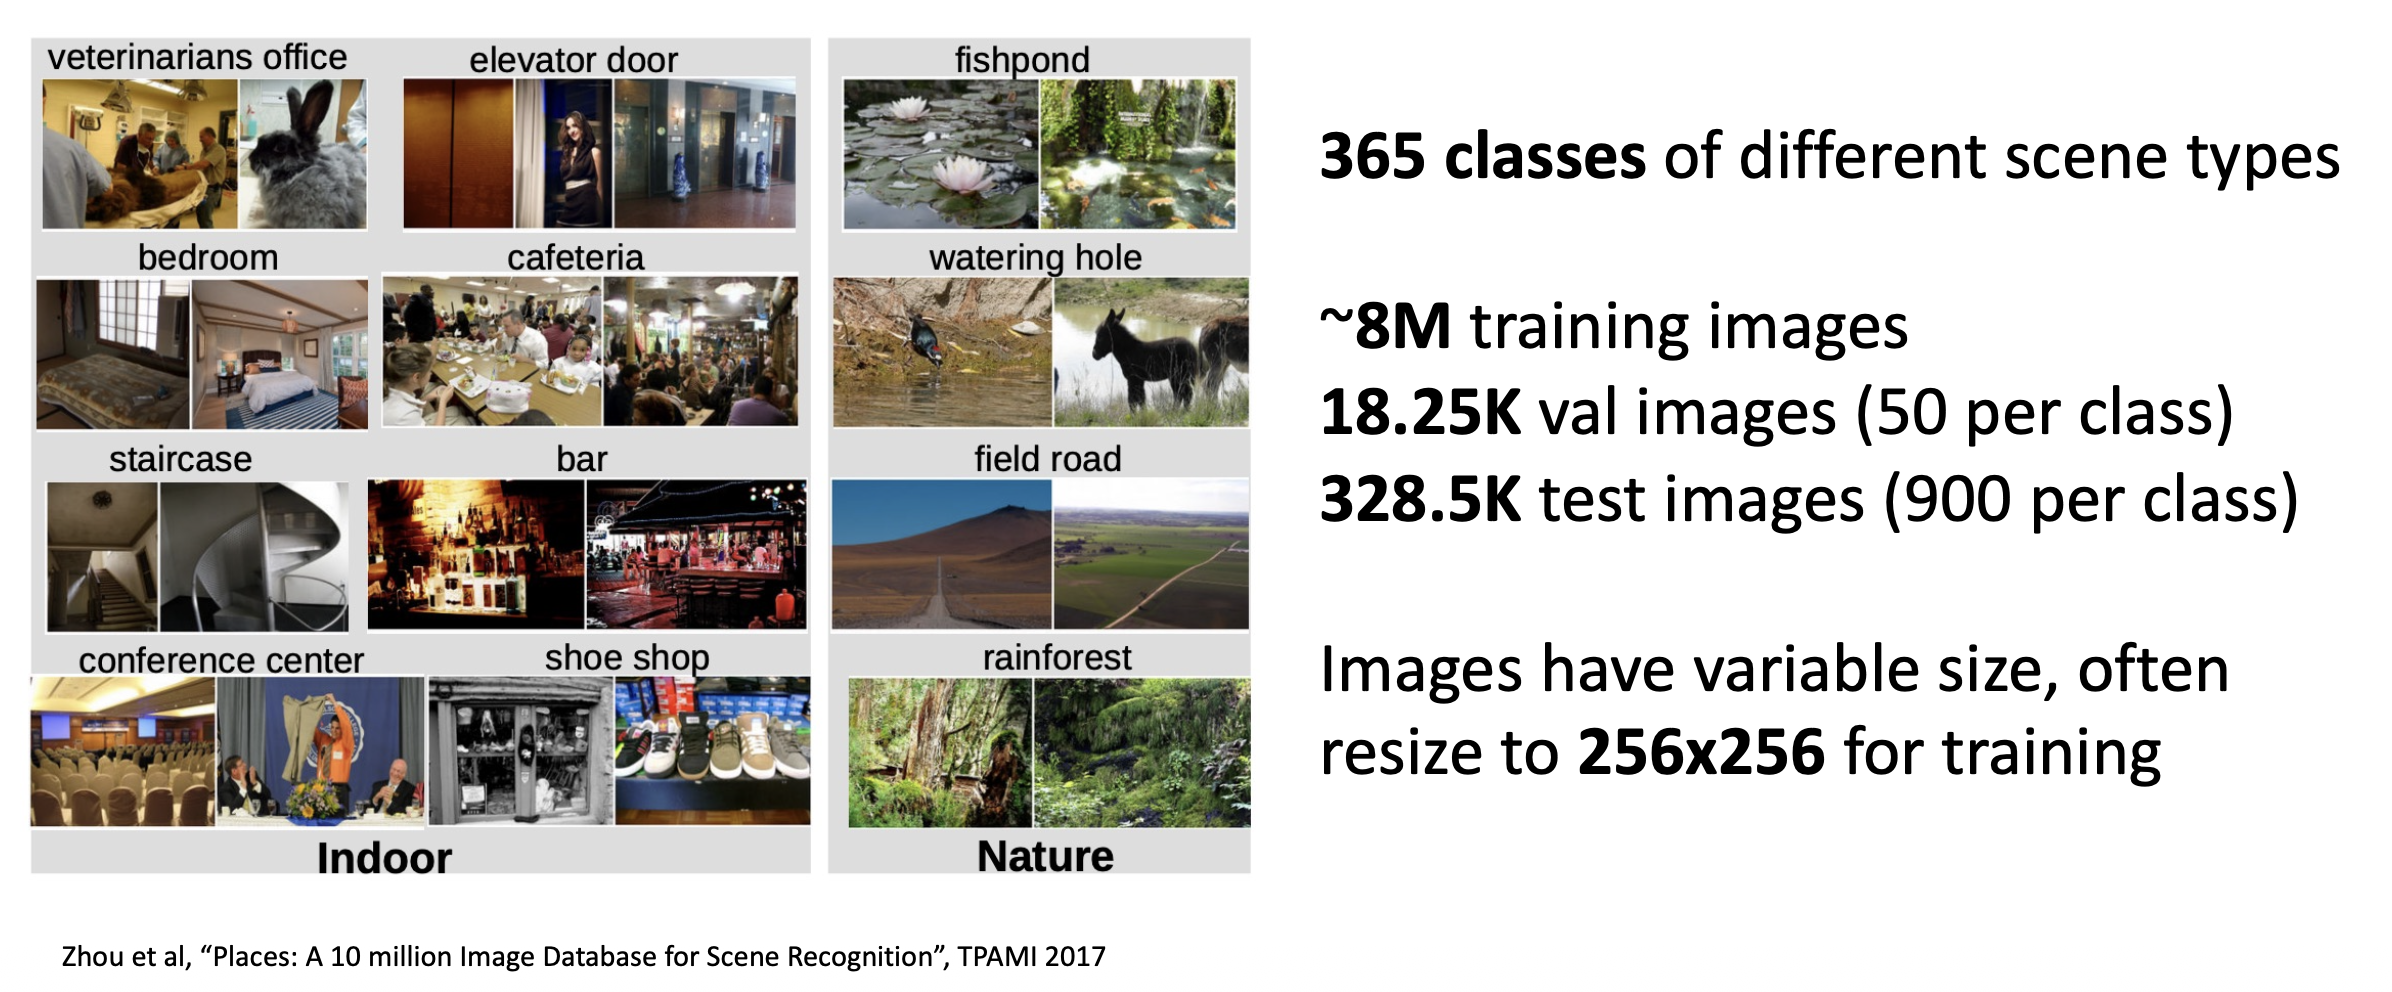 veterinarians office
elevator door
bedroom
cafeteria
staircase
bar
conference center
shoe shop
Indoor
fishpond
watering hole
field road
rainforest
Nature
365 classes of different scene types
~8M training images
18.25K val images (50 per class)
328.5K test images (900 per class)
Images have variable size, often
resize to 256x256 for training
Zhou et al, “Places: A 10 million Image Database for Scene Recognition”, TPAMI 2017